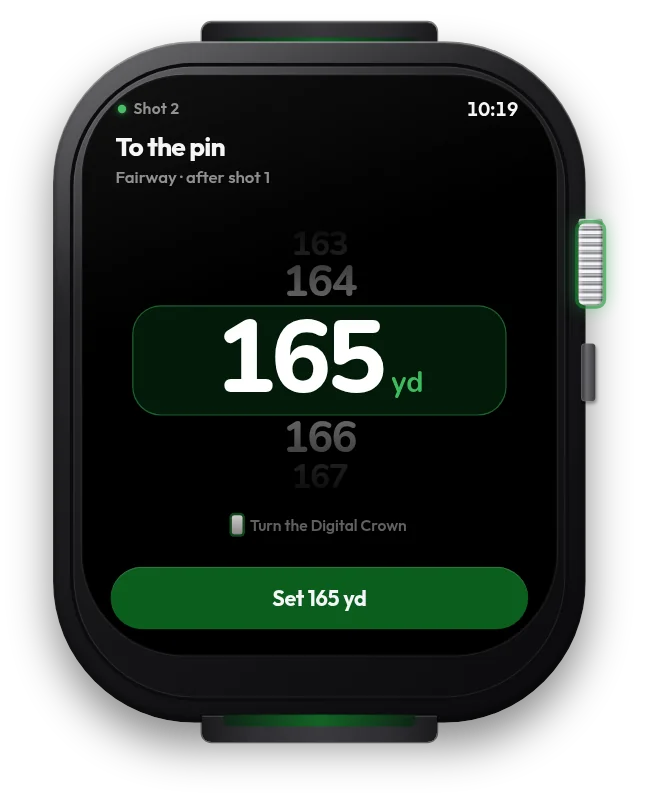 Shot 2
10:19
To the pin
Fairway · after shot 1
163
164
165 yd
166
167
Turn the Digital Crown
Set 165 yd